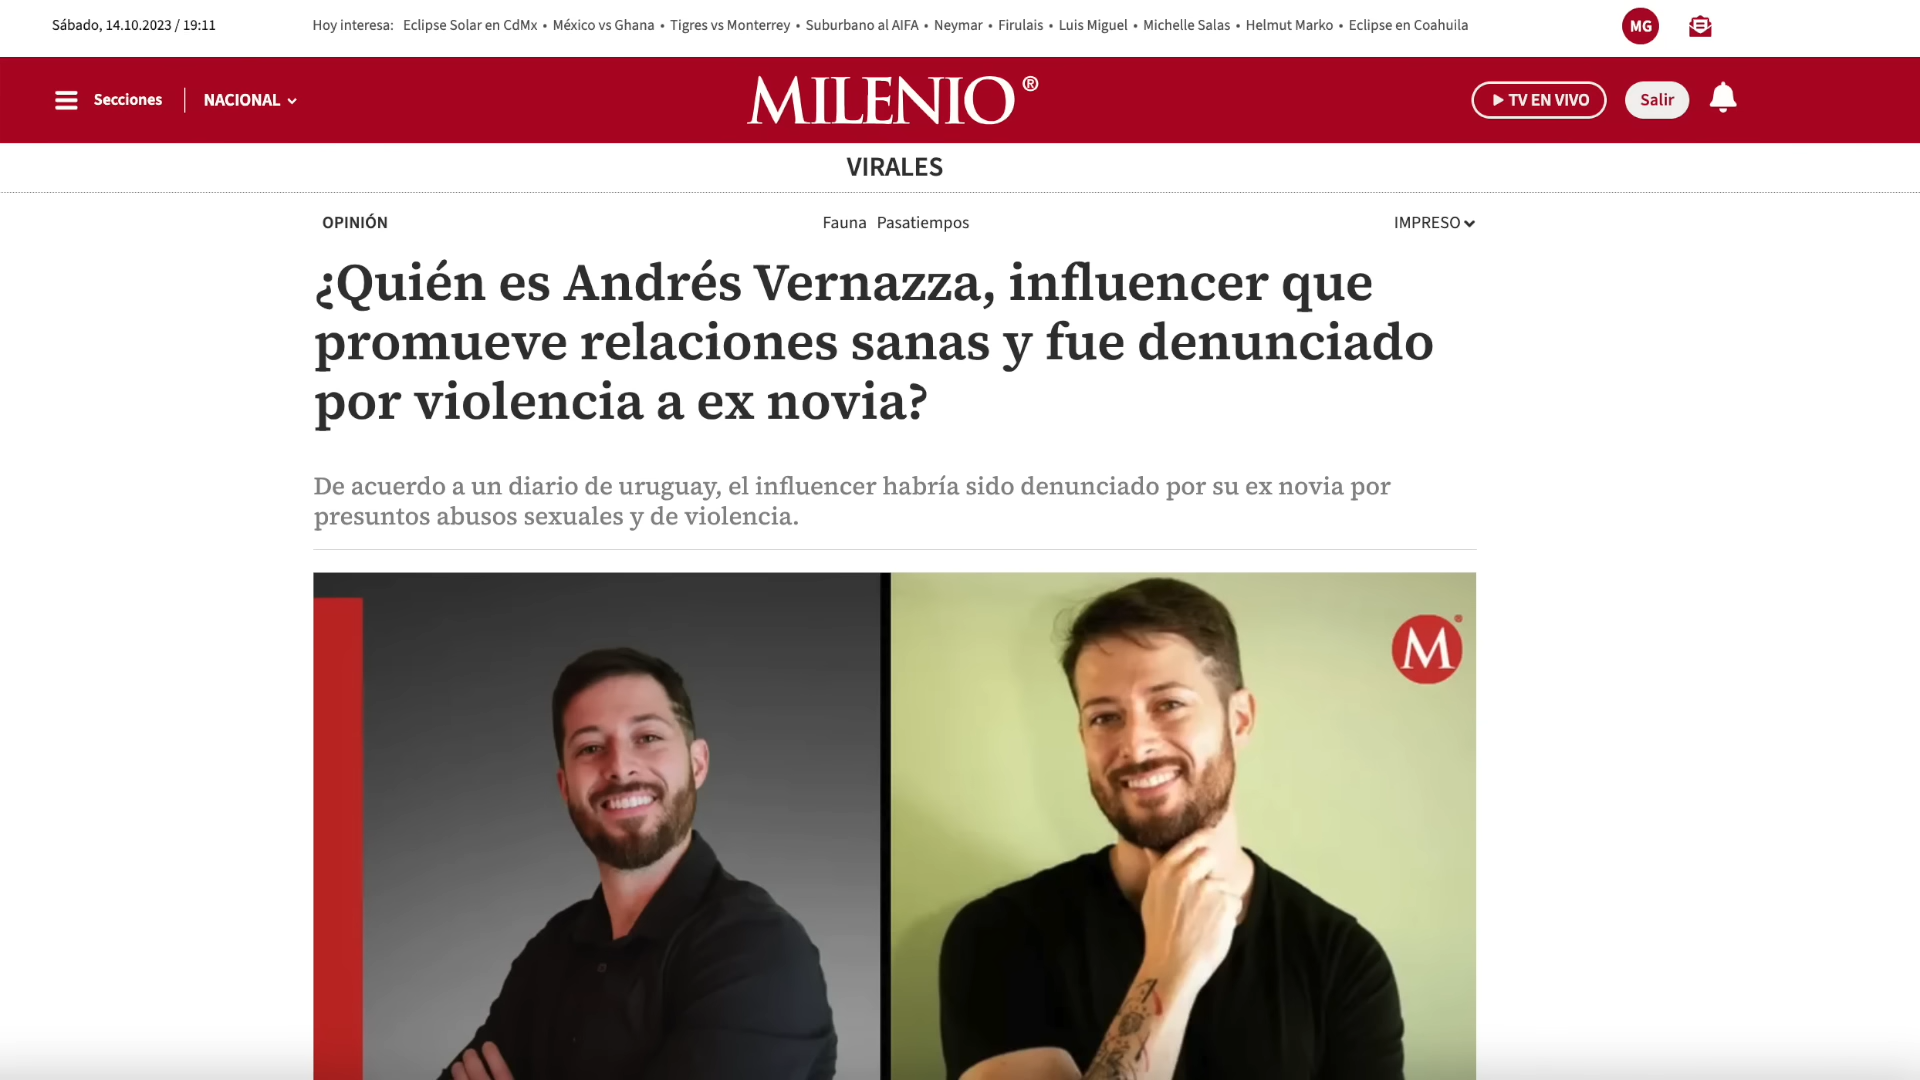 Sábado, 14.10.2023 / 19:11
Hoy interesa: Eclipse Solar en CdMx • México vs Ghana • Tigres vs Monterrey • Suburbano al AIFA • Neymar • Firulais • Luis Miguel • Michelle Salas • Helmut Marko • Eclipse en Coahuila
MG
Secciones
NACIONAL
MILENIO®
TV EN VIVO
Salir
VIRALES
OPINIÓN
Fauna Pasatiempos
IMPRESO
¿Quién es Andrés Vernazza, influencer que
promueve relaciones sanas y fue denunciado
por violencia a ex novia?
De acuerdo a un diario de uruguay, el influencer habría sido denunciado por su ex novia por
presuntos abusos sexuales y de violencia.
M®